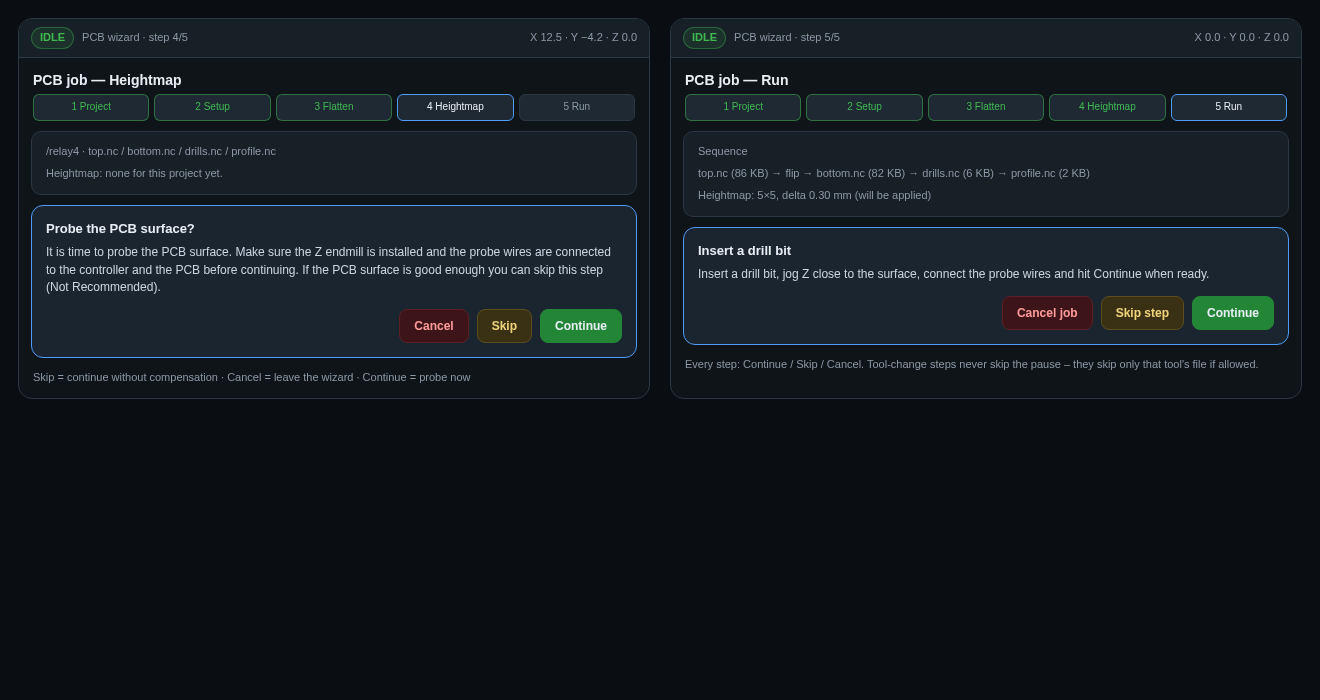 IDLE PCB wizard · step 4/5 X 12.5 · Y −4.2 · Z 0.0
PCB job — Heightmap
1 Project 2 Setup 3 Flatten 4 Heightmap 5 Run
/relay4 · top.nc / bottom.nc / drills.nc / profile.nc
Heightmap: none for this project yet.
Probe the PCB surface?
It is time to probe the PCB surface. Make sure the Z endmill is installed and the probe wires are connected
to the controller and the PCB before continuing. If the PCB surface is good enough you can skip this step
(Not Recommended).
Cancel Skip Continue
Skip = continue without compensation · Cancel = leave the wizard · Continue = probe now
IDLE PCB wizard · step 5/5 X 0.0 · Y 0.0 · Z 0.0
PCB job — Run
1 Project 2 Setup 3 Flatten 4 Heightmap 5 Run
Sequence
top.nc (86 KB) → flip → bottom.nc (82 KB) → drills.nc (6 KB) → profile.nc (2 KB)
Heightmap: 5×5, delta 0.30 mm (will be applied)
Insert a drill bit
Insert a drill bit, jog Z close to the surface, connect the probe wires and hit Continue when ready.
Cancel job Skip step Continue
Every step: Continue / Skip / Cancel. Tool-change steps never skip the pause – they skip only that tool's file if allowed.